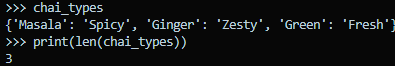 >>> chai_types
{'Masala': 'Spicy', 'Ginger': 'Zesty', 'Green': 'Fresh'}
>>> print(len(chai_types))
3